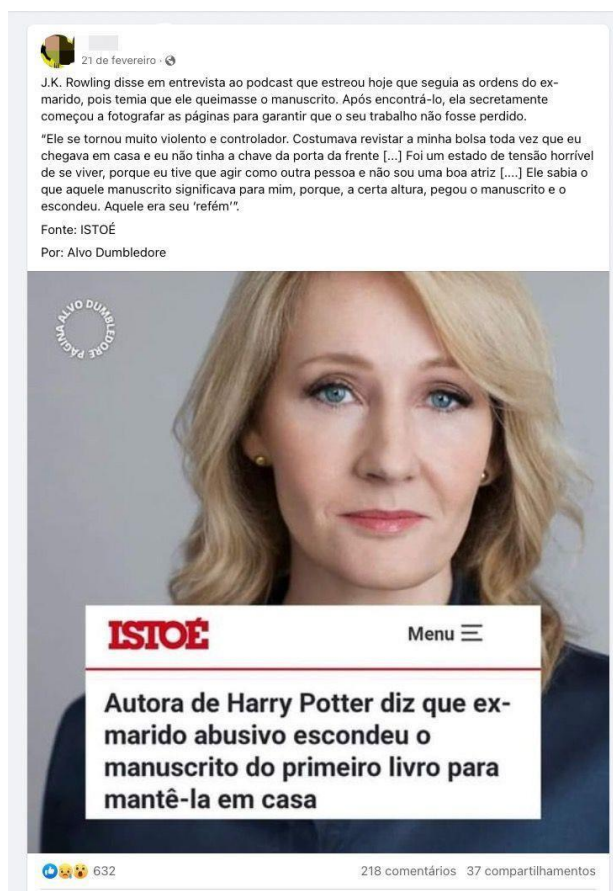 21 de fevereiro ·
J.K. Rowling disse em entrevista ao podcast que estreou hoje que seguia as ordens do ex-
marido, pois temia que ele queimasse o manuscrito. Após encontrá-lo, ela secretamente
começou a fotografar as páginas para garantir que o seu trabalho não fosse perdido.
“Ele se tornou muito violento e controlador. Costumava revistar a minha bolsa toda vez que eu
chegava em casa e eu não tinha a chave da porta da frente [...] Foi um estado de tensão horrível
de se viver, porque eu tive que agir como outra pessoa e não sou uma boa atriz [....] Ele sabia o
que aquele manuscrito significava para mim, porque, a certa altura, pegou o manuscrito e o
escondeu. Aquele era seu ‘refém’”.
Fonte: ISTOÉ
Por: Alvo Dumbledore
PÁGINA ALVO DUMBLEDORE
ISTOÉ
Menu
Autora de Harry Potter diz que ex-
marido abusivo escondeu o
manuscrito do primeiro livro para
mantê-la em casa
632
218 comentários 37 compartilhamentos